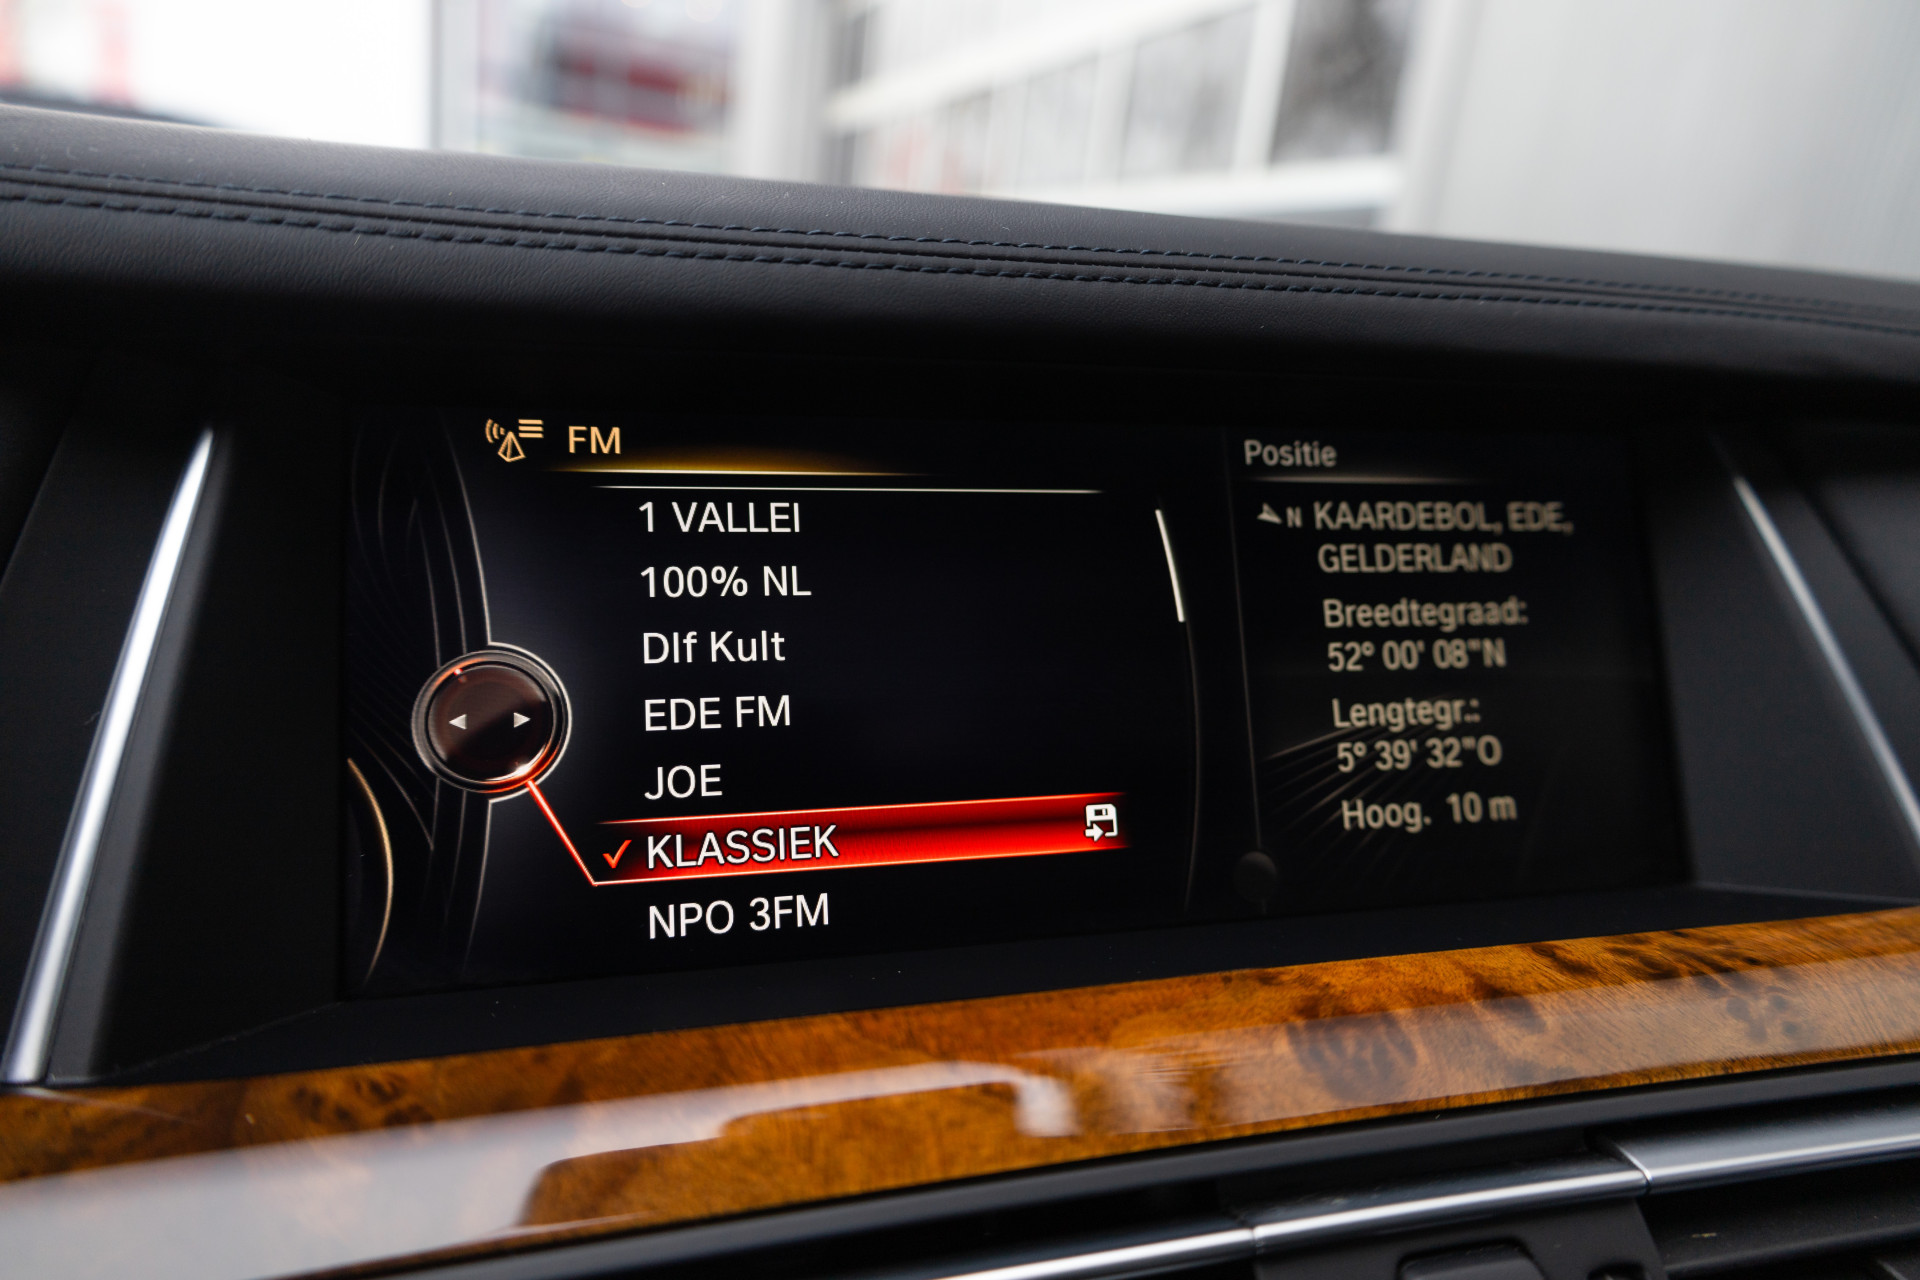 FM
1 VALLEI
100% NL
Dlf Kult
EDE FM
JOE
KLASSIEK
NPO 3FM
Positie
N KAARDEBOL, EDE,
GELDERLAND
Breedtegraad:
52° 00' 08"N
Lengtegr.:
5° 39' 32"O
Hoog. 10 m